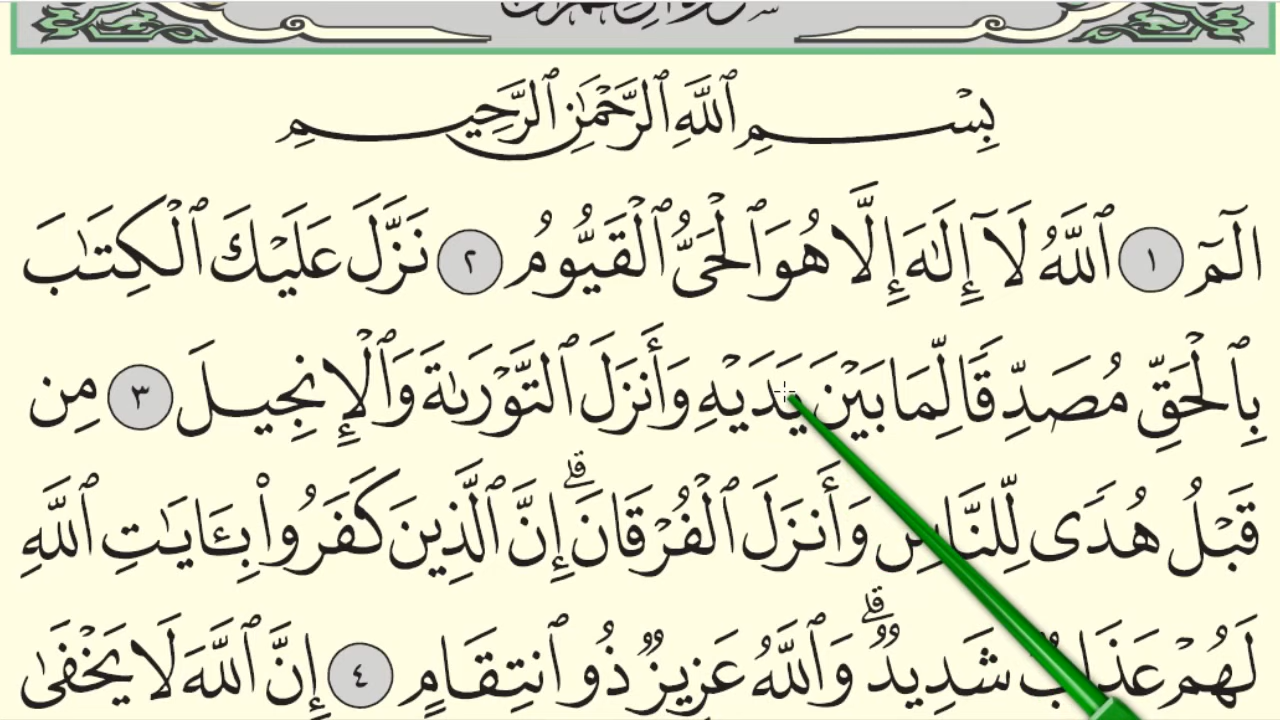 بِسْمِ ٱللَّهِ ٱلرَّحْمَٰنِ ٱلرَّحِيمِ
الٓمٓ ١ ٱللَّهُ لَآ إِلَٰهَ إِلَّا هُوَ ٱلْحَىُّ ٱلْقَيُّومُ ٢ نَزَّلَ عَلَيْكَ ٱلْكِتَٰبَ
بِٱلْحَقِّ مُصَدِّقًا لِّمَا بَيْنَ يَدَيْهِ وَأَنزَلَ ٱلتَّوْرَىٰةَ وَٱلْإِنجِيلَ ٣ مِن
قَبْلُ هُدًى لِّلنَّاسِ وَأَنزَلَ ٱلْفُرْقَانَ ۗ إِنَّ ٱلَّذِينَ كَفَرُوا۟ بِـَٔايَٰتِ ٱللَّهِ
لَهُمْ عَذَابٌ شَدِيدٌ ۗ وَٱللَّهُ عَزِيزٌ ذُو ٱنتِقَامٍ ٤ إِنَّ ٱللَّهَ لَا يَخْفَىٰ